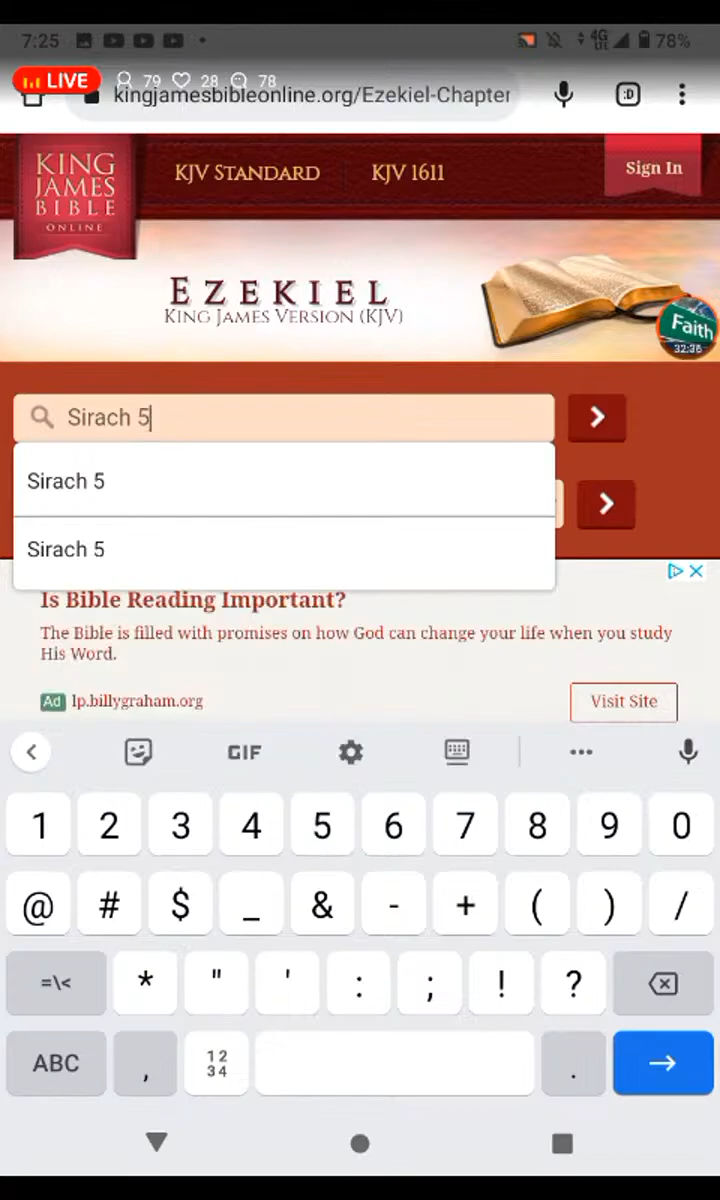 7:25
4G
LTE
78%
LIVE 79 28 78
kingjamesbibleonline.org/Ezekiel-Chapter
:D
KING
JAMES
BIBLE
ONLINE
KJV STANDARD
KJV 1611
Sign In
EZEKIEL
KING JAMES VERSION (KJV)
Faith
32:36
Sirach 5
Sirach 5
Sirach 5
Is Bible Reading Important?
The Bible is filled with promises on how God can change your life when you study
His Word.
Ad lp.billygraham.org
Visit Site
GIF
1 2 3 4 5 6 7 8 9 0
@ # $ _ & - + ( ) /
=\< * " ' : ; ! ?
ABC , 12 .
34